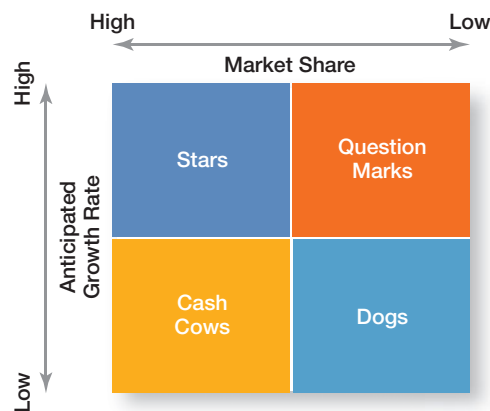 High
Low
Market Share
High
Anticipated
Growth Rate
Low
Stars
Question
Marks
Cash
Cows
Dogs